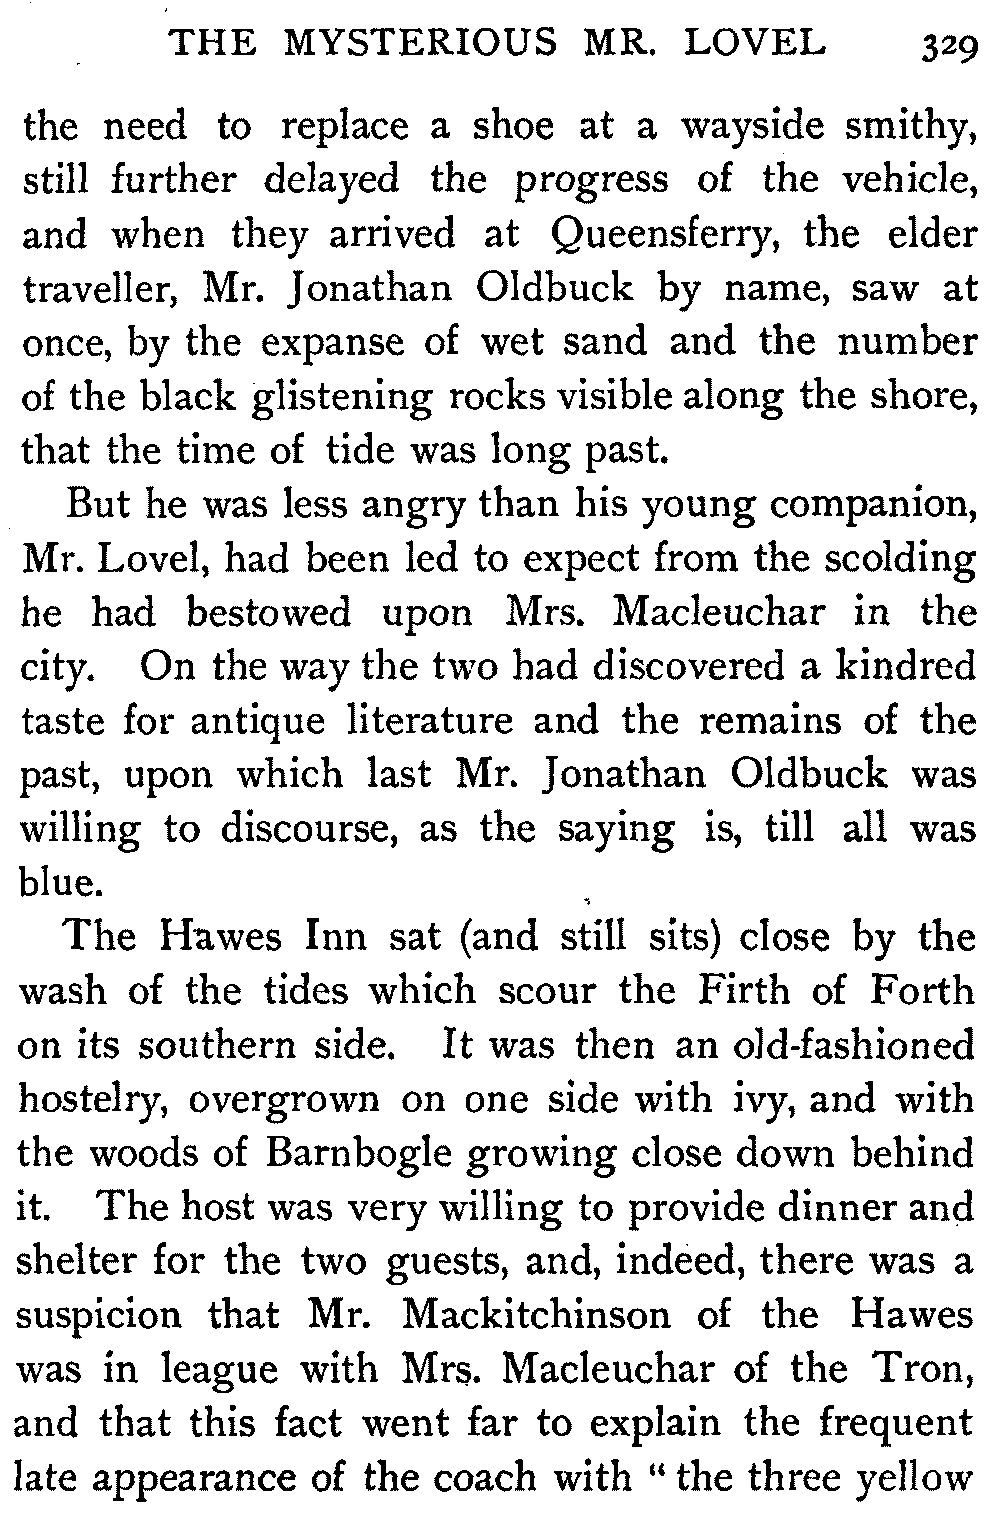 THE MYSTERIOUS MR. LOVEL 329
the need to replace a shoe at a wayside smithy,
still further delayed the progress of the vehicle,
and when they arrived at Queensferry, the elder
traveller, Mr. Jonathan Oldbuck by name, saw at
once, by the expanse of wet sand and the number
of the black glistening rocks visible along the shore,
that the time of tide was long past.
But he was less angry than his young companion,
Mr. Lovel, had been led to expect from the scolding
he had bestowed upon Mrs. Macleuchar in the
city. On the way the two had discovered a kindred
taste for antique literature and the remains of the
past, upon which last Mr. Jonathan Oldbuck was
willing to discourse, as the saying is, till all was
blue.
The Hawes Inn sat (and still sits) close by the
wash of the tides which scour the Firth of Forth
on its southern side. It was then an old-fashioned
hostelry, overgrown on one side with ivy, and with
the woods of Barnbogle growing close down behind
it. The host was very willing to provide dinner and
shelter for the two guests, and, indeed, there was a
suspicion that Mr. Mackitchinson of the Hawes
was in league with Mrs. Macleuchar of the Tron,
and that this fact went far to explain the frequent
late appearance of the coach with “ the three yellow